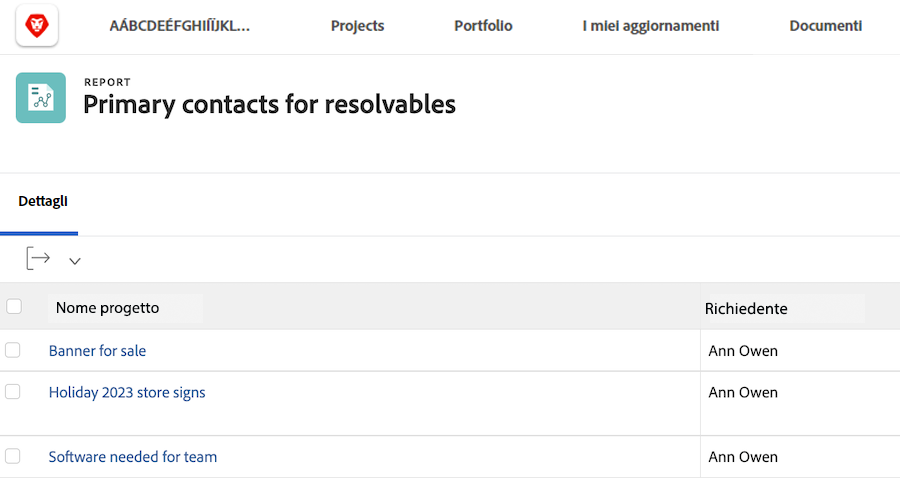 AÁBCDEÉFGHIÍÏJKL... Projects Portfolio I miei aggiornamenti Documenti
REPORT
Primary contacts for resolvables
Dettagli
Nome progetto Richiedente
Banner for sale Ann Owen
Holiday 2023 store signs Ann Owen
Software needed for team Ann Owen